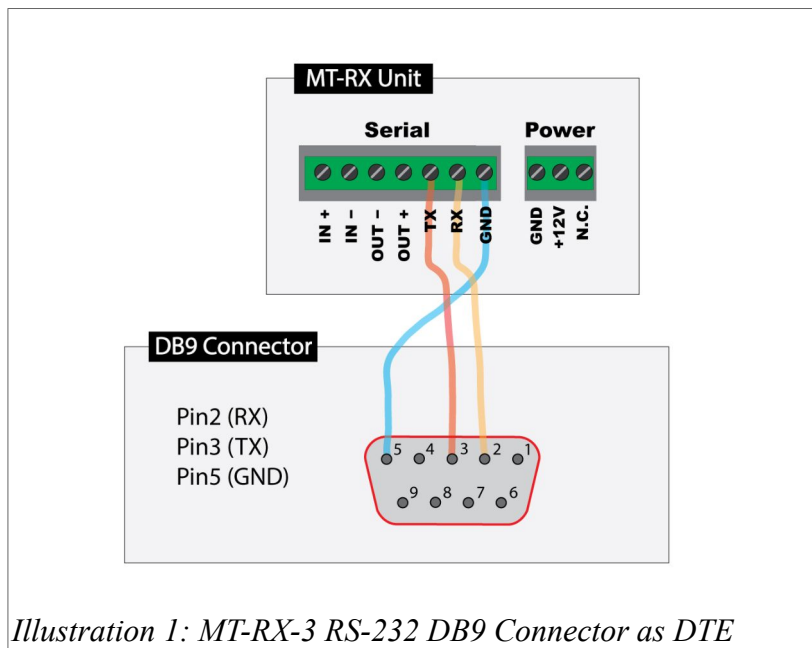 MT-RX Unit
Serial Power
IN + IN - OUT - OUT + TX RX GND GND +12V N.C.
DB9 Connector
Pin2 (RX)
Pin3 (TX)
Pin5 (GND)
5 4 3 2 1
9 8 7 6
Illustration 1: MT-RX-3 RS-232 DB9 Connector as DTE